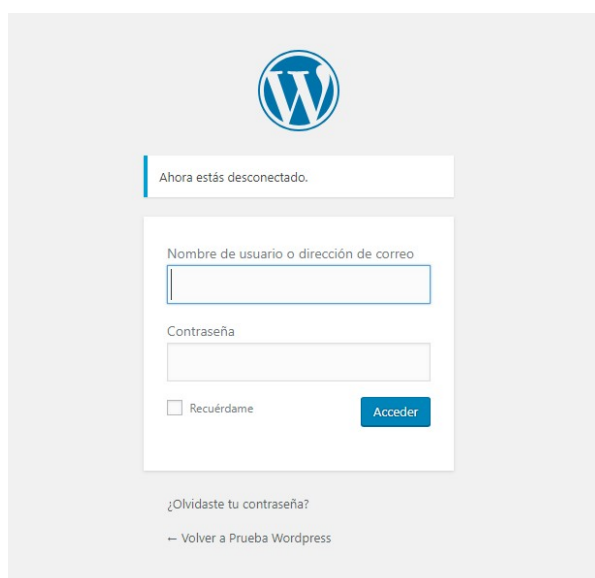 Ahora estás desconectado.
Nombre de usuario o dirección de correo
Contraseña
Recuérdame
Acceder
¿Olvidaste tu contraseña?
← Volver a Prueba Wordpress